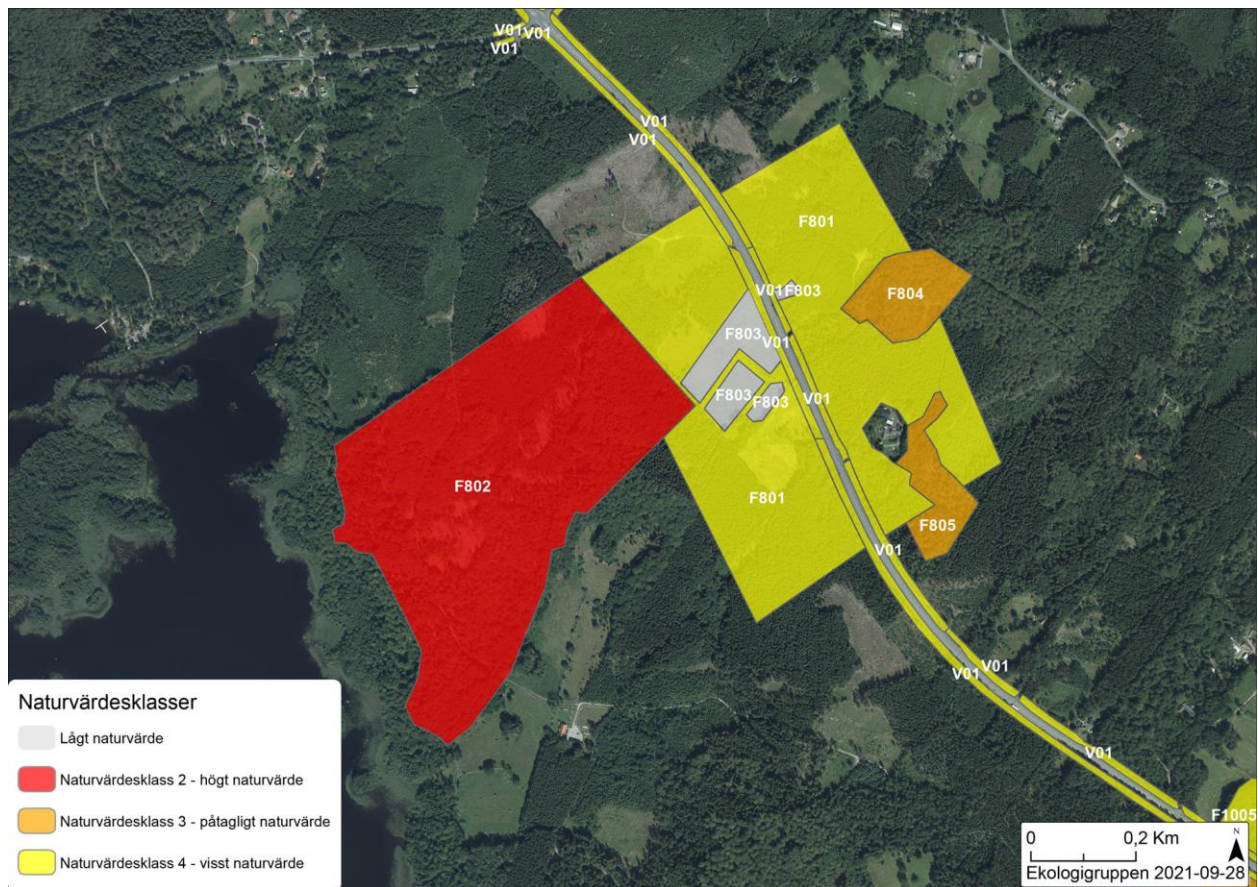 V01
V01
V01
V01
V01
F801
F804
V01
F803
F803
V01
F803
F803
V01
F802
F801
F805
V01
V01
V01
V01
F1005
Naturvärdesklasser
Lågt naturvärde
Naturvärdesklass 2 - högt naturvärde
Naturvärdesklass 3 - påtagligt naturvärde
Naturvärdesklass 4 - visst naturvärde
0 0,2 Km
N
Ekologigruppen 2021-09-28